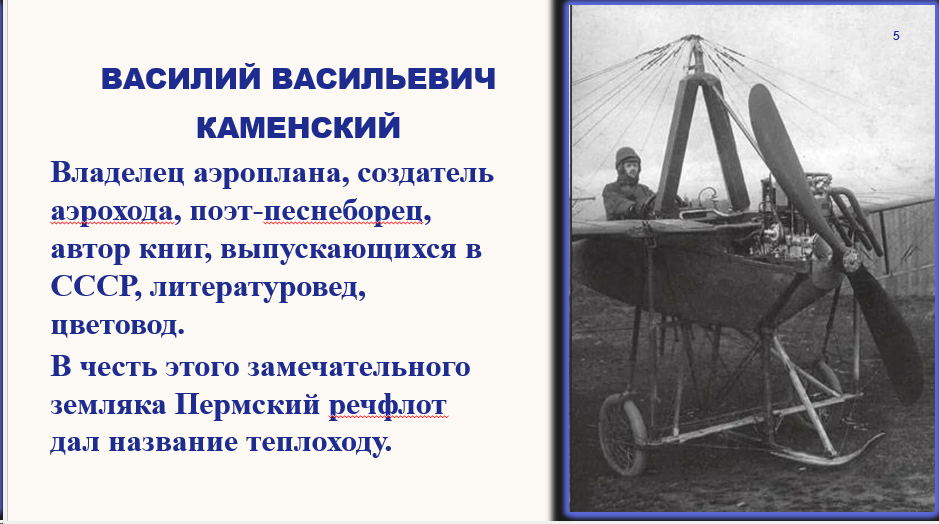 5
ВАСИЛИЙ ВАСИЛЬЕВИЧ
КАМЕНСКИЙ
Владелец аэроплана, создатель
аэрохода, поэт-песнеборец,
автор книг, выпускающихся в
СССР, литературовед,
цветовод.
В честь этого замечательного
земляка Пермский речфлот
дал название теплоходу.